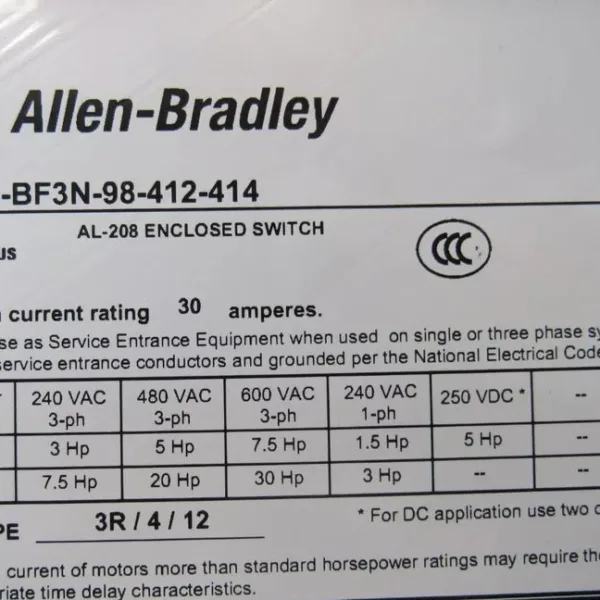 Allen-Bradley
-BF3N-98-412-414
AL-208 ENCLOSED SWITCH
US
CCC
current rating 30 amperes.
se as Service Entrance Equipment when used on single or three phase sy
service entrance conductors and grounded per the National Electrical Code
240 VAC 3-ph 480 VAC 3-ph 600 VAC 3-ph 240 VAC 1-ph 250 VDC * --
3 Hp 5 Hp 7.5 Hp 1.5 Hp 5 Hp --
7.5 Hp 20 Hp 30 Hp 3 Hp -- --
PE 3R / 4 / 12
* For DC application use two
current of motors more than standard horsepower ratings may require the
riate time delay characteristics.